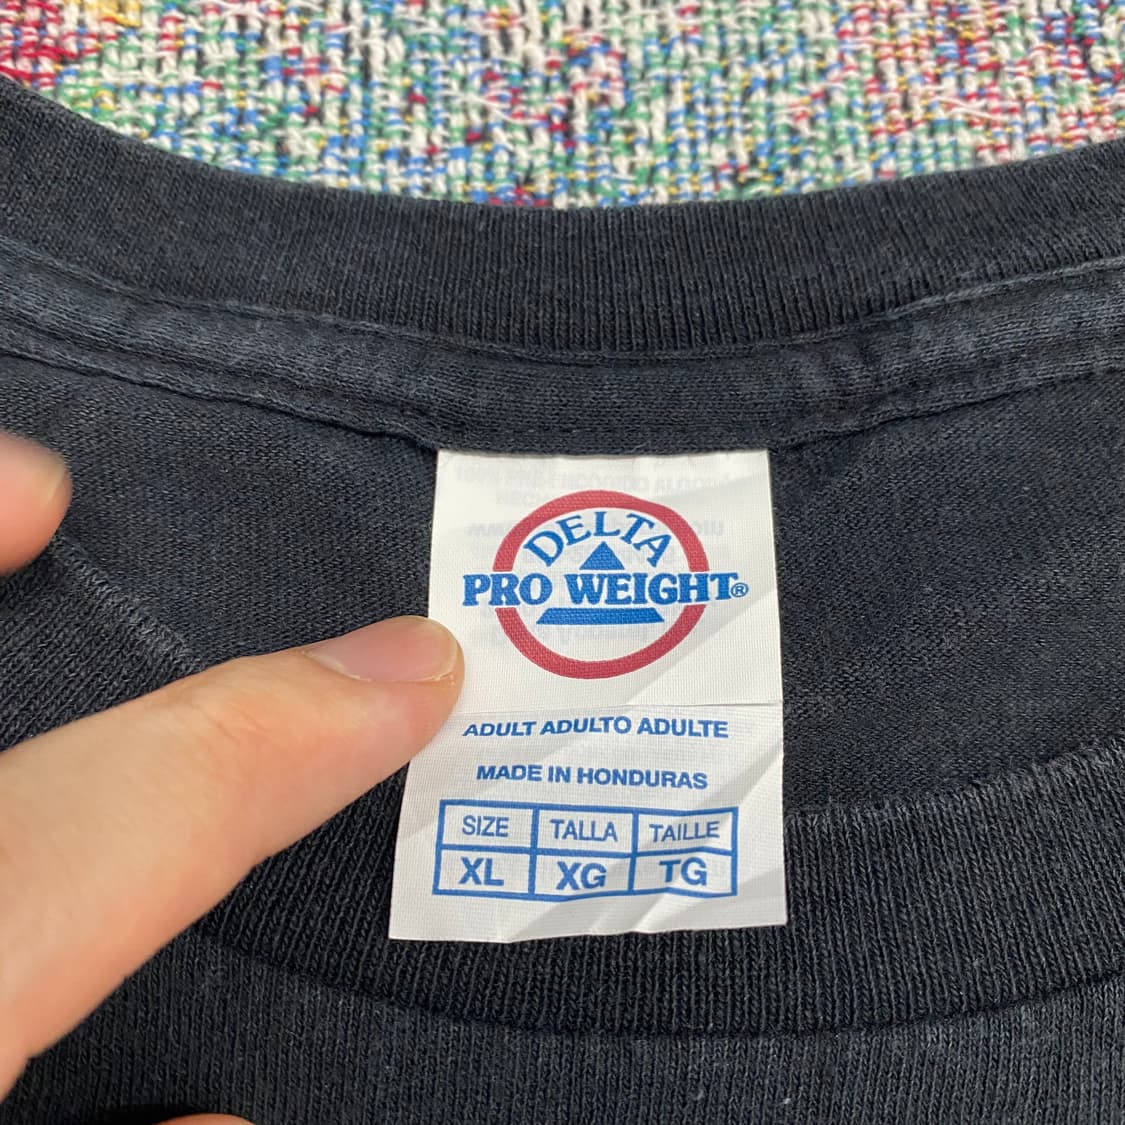 DELTA
PRO WEIGHT®
ADULT ADULTO ADULTE
MADE IN HONDURAS
SIZE TALLA TAILLE
XL XG TG